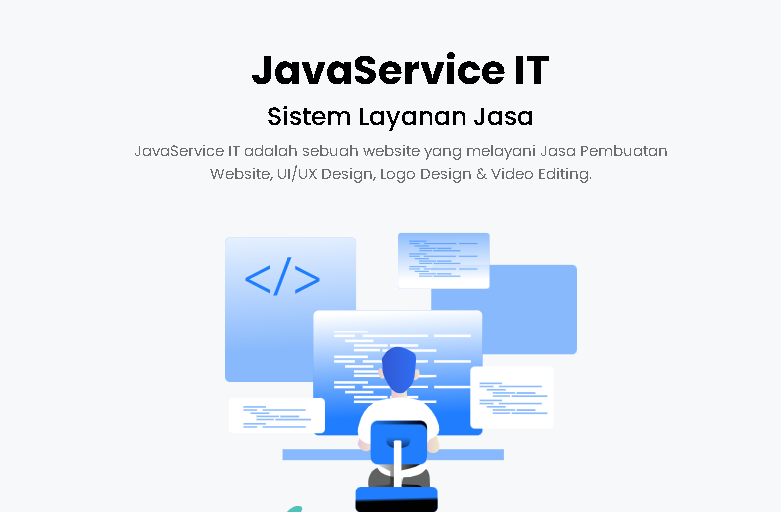 JavaService IT
Sistem Layanan Jasa
JavaService IT adalah sebuah website yang melayani Jasa Pembuatan
Website, UI/UX Design, Logo Design & Video Editing.
</>